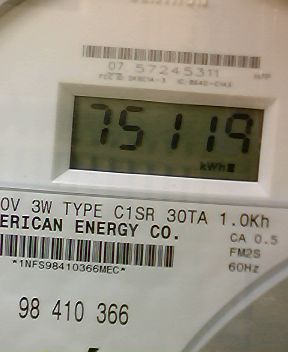 07 57245311
75119
kWh
0V 3W TYPE C1SR 30TA 1.0Kh
ERICAN ENERGY CO.
CA 0.5
FM2S
60Hz
*1NFS98410366MEC*
98 410 366